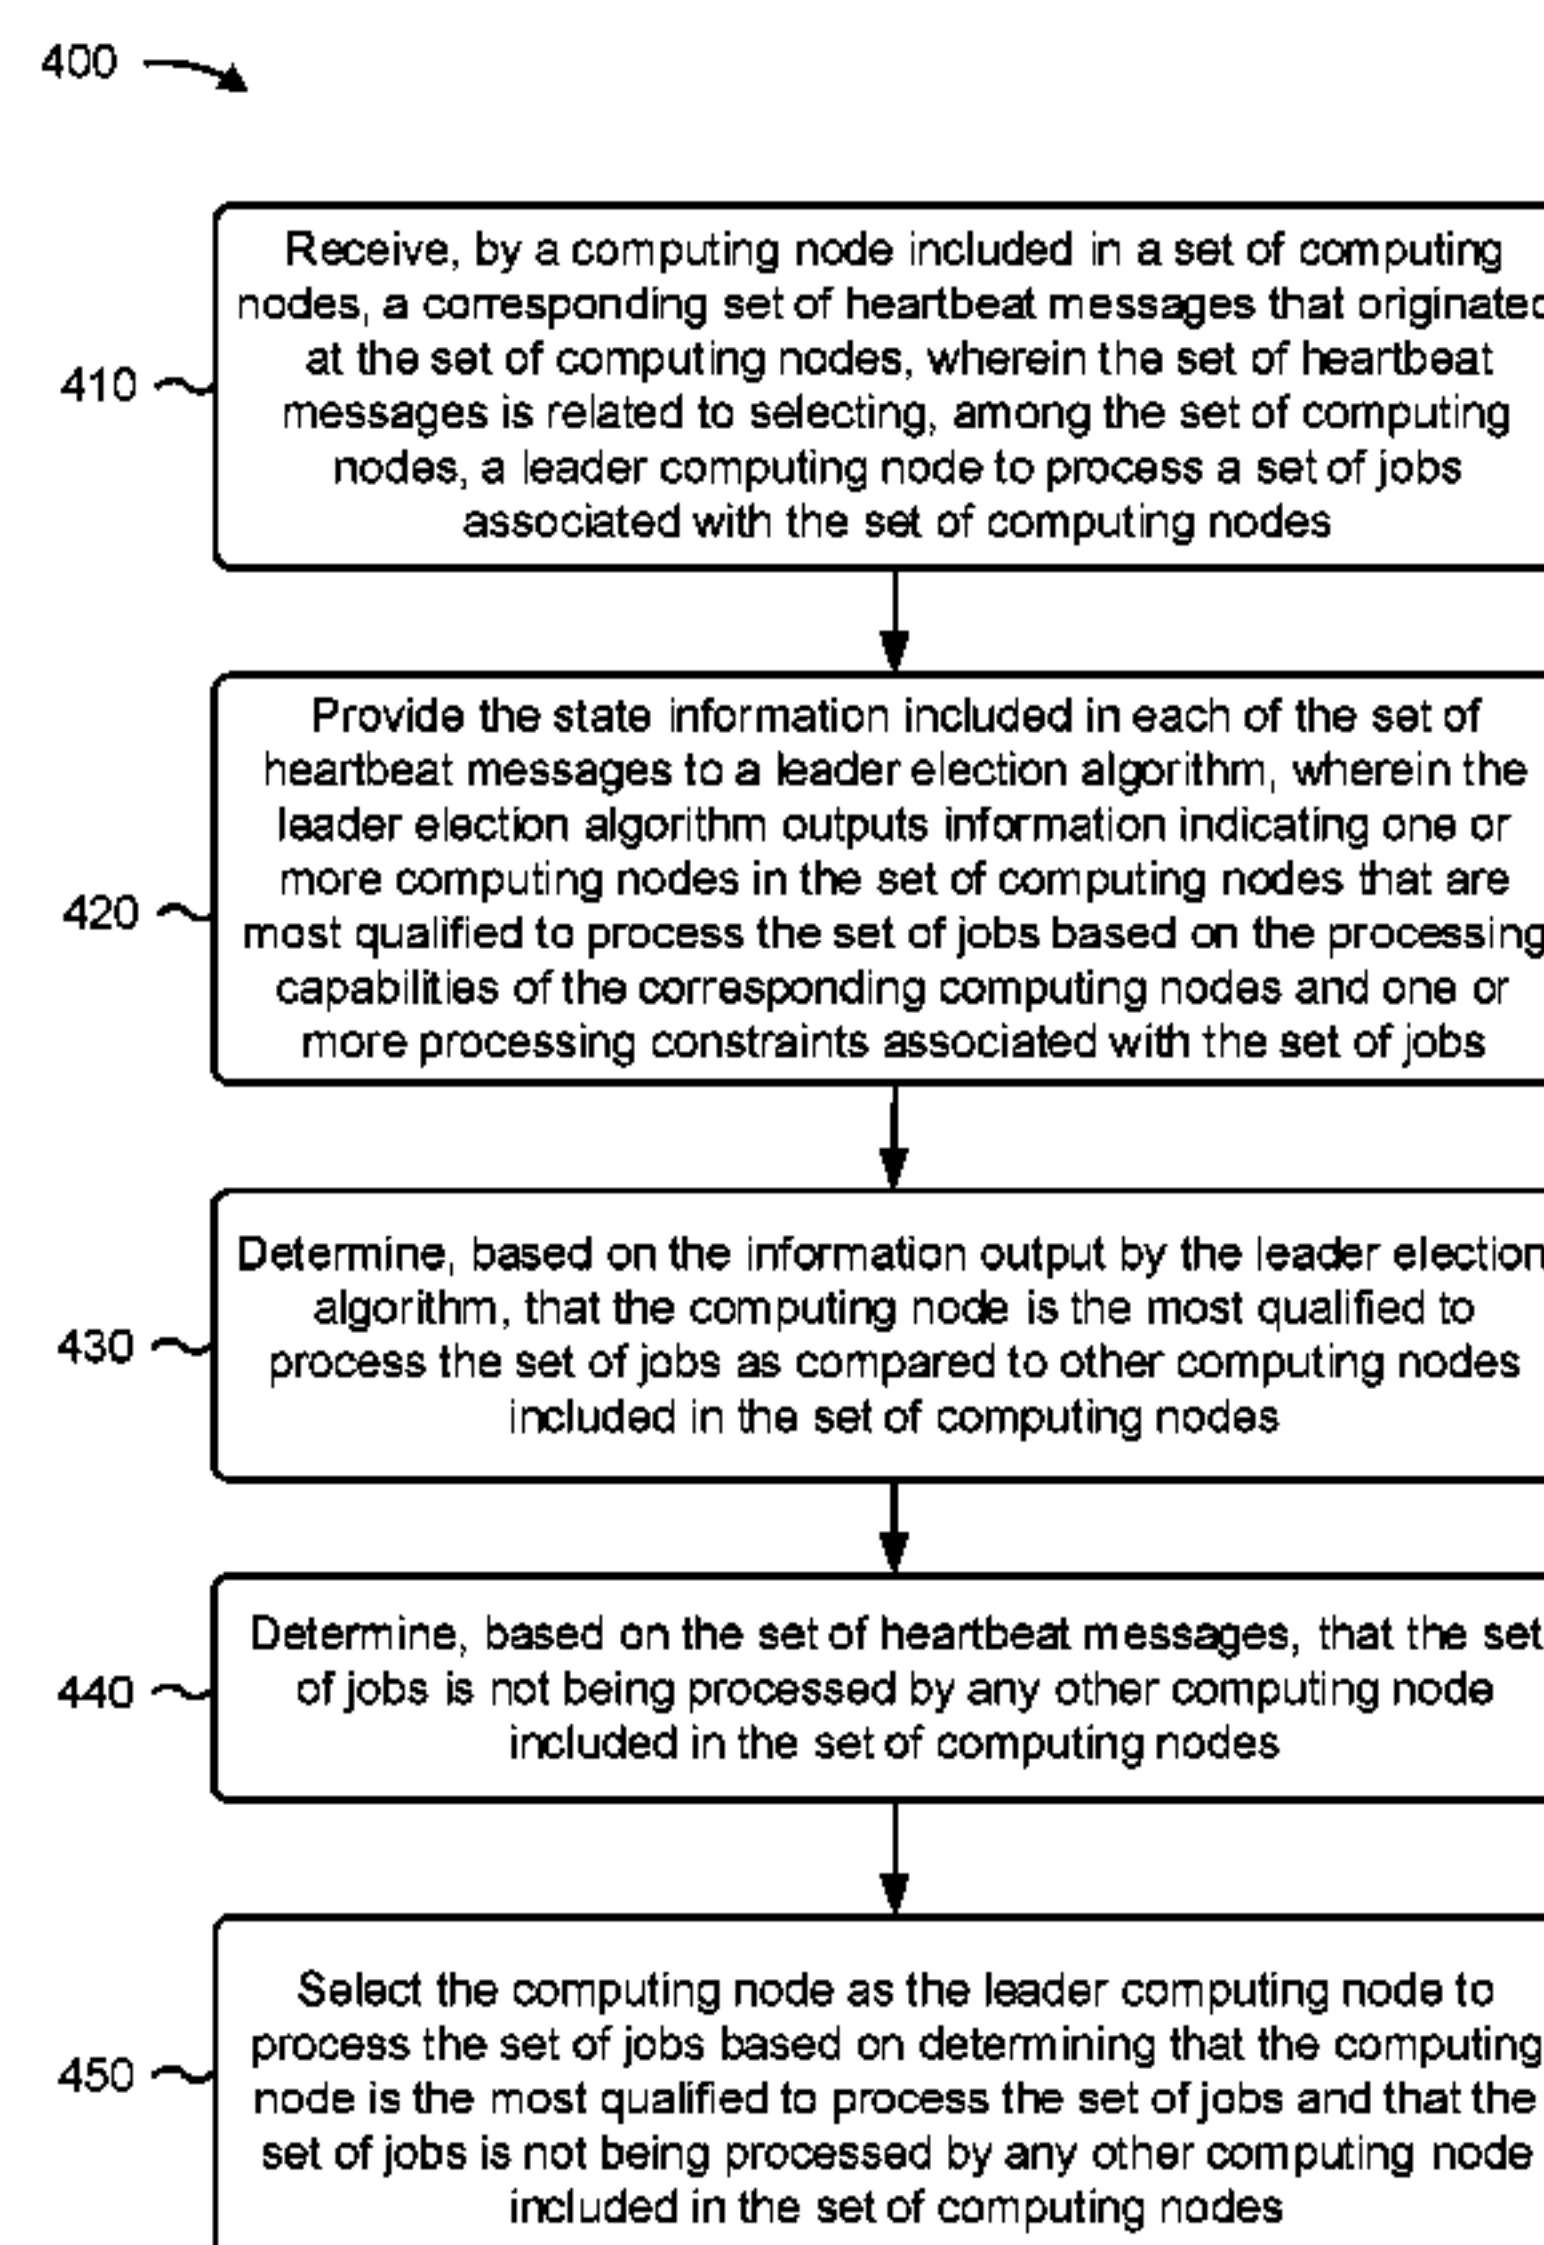 400
Receive, by a computing node included in a set of computing
nodes, a corresponding set of heartbeat messages that originated
at the set of computing nodes, wherein the set of heartbeat
messages is related to selecting, among the set of computing
nodes, a leader computing node to process a set of jobs
associated with the set of computing nodes
410
Provide the state information included in each of the set of
heartbeat messages to a leader election algorithm, wherein the
leader election algorithm outputs information indicating one or
more computing nodes in the set of computing nodes that are
most qualified to process the set of jobs based on the processing
capabilities of the corresponding computing nodes and one or
more processing constraints associated with the set of jobs
420
Determine, based on the information output by the leader election
algorithm, that the computing node is the most qualified to
process the set of jobs as compared to other computing nodes
included in the set of computing nodes
430
Determine, based on the set of heartbeat messages, that the set
of jobs is not being processed by any other computing node
included in the set of computing nodes
440
Select the computing node as the leader computing node to
process the set of jobs based on determining that the computing
node is the most qualified to process the set of jobs and that the
set of jobs is not being processed by any other computing node
included in the set of computing nodes
450